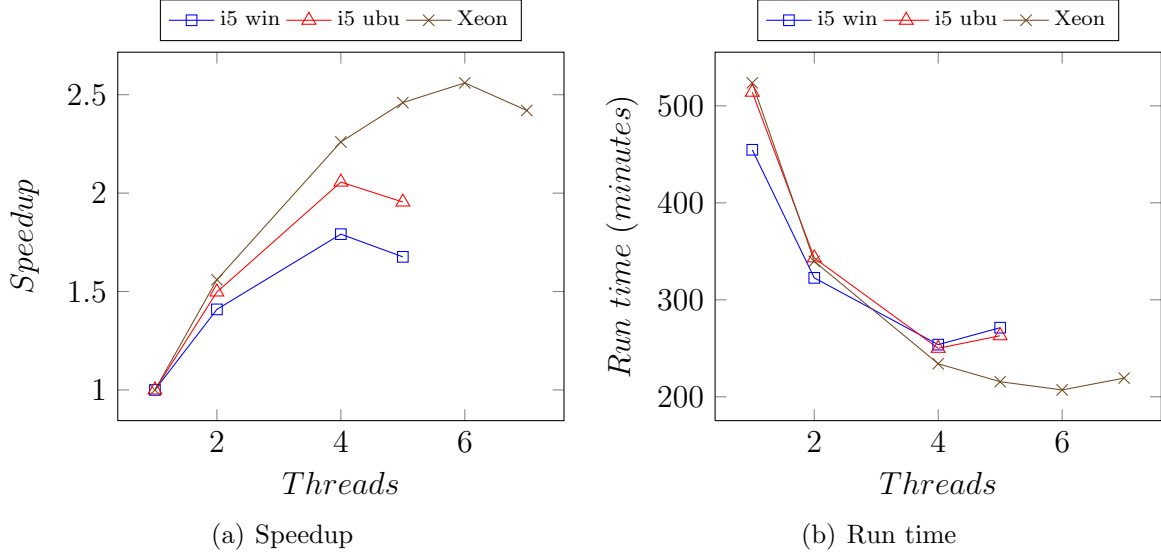 i5 win i5 ubu Xeon
2.5
2
1.5
1
Speedup
2 4 6
Threads
(a) Speedup
i5 win i5 ubu Xeon
500
400
300
200
Run time (minutes)
2 4 6
Threads
(b) Run time